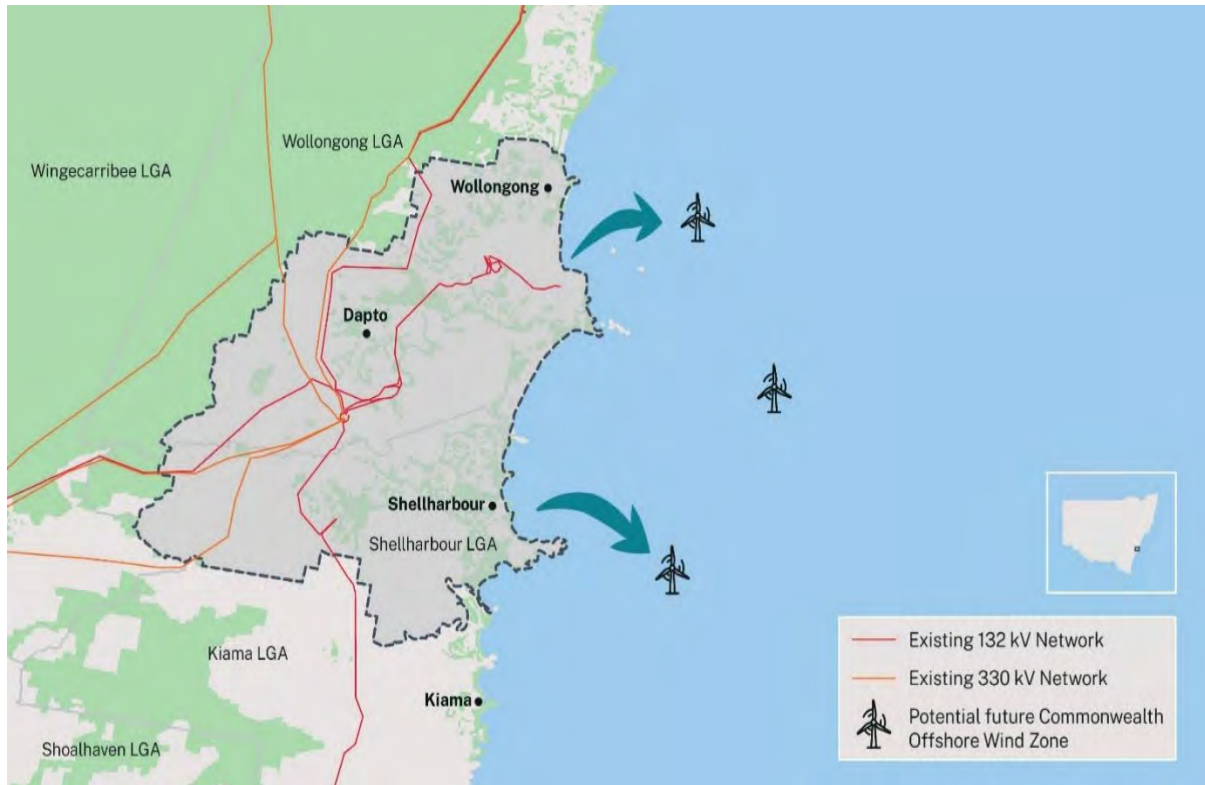 Wollongong LGA
Wingecarribee LGA
Wollongong
Dapto
Shellharbour
Shellharbour LGA
Kiama LGA
Kiama
Shoalhaven LGA
Existing 132 kV Network
Existing 330 kV Network
Potential future Commonwealth
Offshore Wind Zone